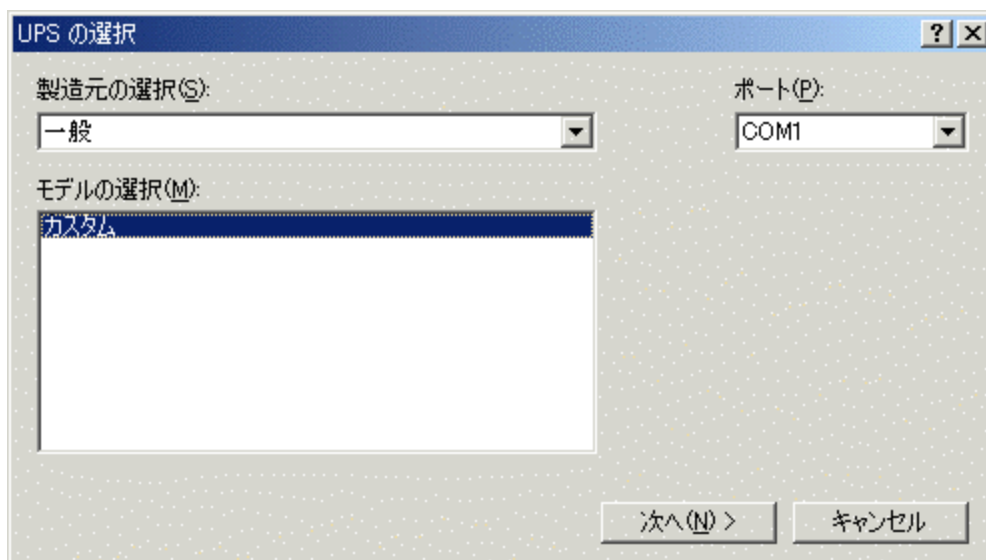 UPS の選択
製造元の選択(S):
ポート(P):
一般
COM1
モデルの選択(M):
カスタム
次へ(N) >
キャンセル